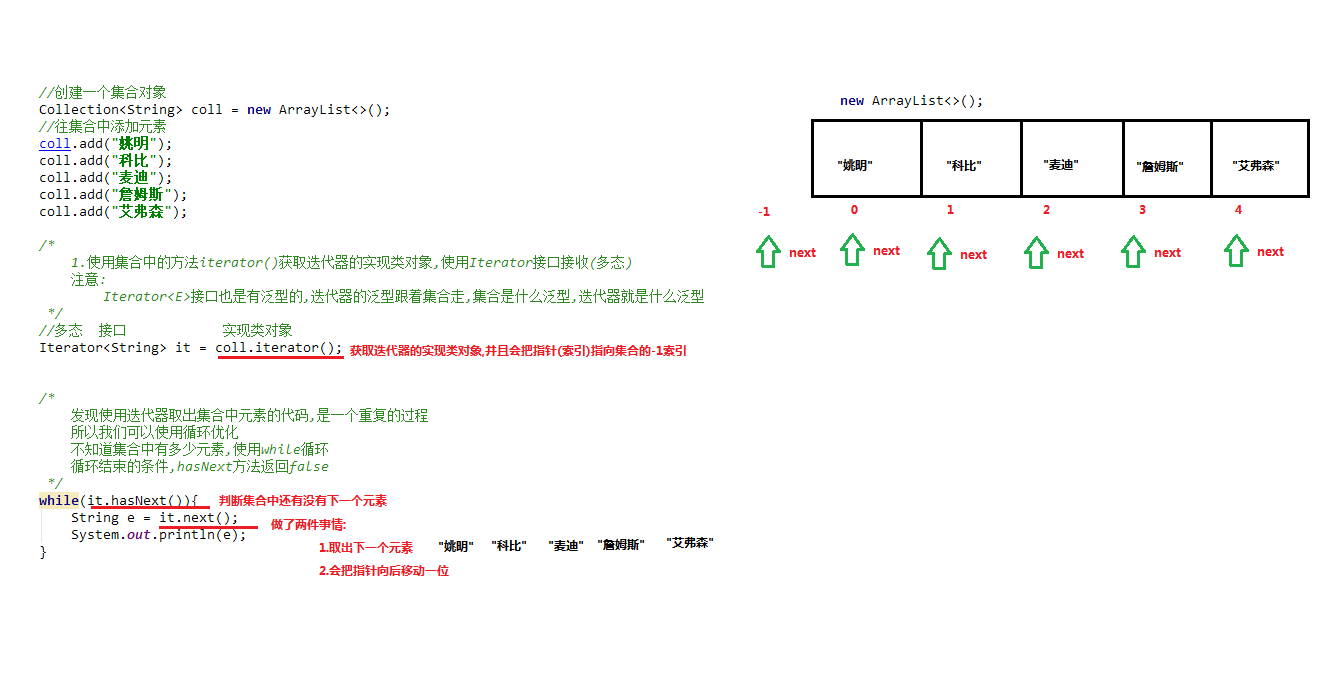 //创建一个集合对象
Collection<String> coll = new ArrayList<>();
//往集合中添加元素
coll.add("姚明");
coll.add("科比");
coll.add("麦迪");
coll.add("詹姆斯");
coll.add("艾弗森");
/*
1.使用集合中的方法iterator()获取迭代器的实现类对象,使用Iterator接口接收(多态)
注意:
Iterator<E>接口也是有泛型的,迭代器的泛型跟着集合走,集合是什么泛型,迭代器就是什么泛型
*/
//多态 接口 实现类对象
Iterator<String> it = coll.iterator(); 获取迭代器的实现类对象,并且会把指针(索引)指向集合的-1索引
/*
发现使用迭代器取出集合中元素的代码,是一个重复的过程
所以我们可以使用循环优化
不知道集合中有多少元素,使用while循环
循环结束的条件,hasNext方法返回false
*/
while(it.hasNext()){ 判断集合中还有没有下一个元素
String e = it.next(); 做了两件事情:
System.out.println(e);
1.取出下一个元素 "姚明" "科比" "麦迪" "詹姆斯" "艾弗森"
}
2.会把指针向后移动一位
new ArrayList<>();
"姚明" "科比" "麦迪" "詹姆斯" "艾弗森"
-1 0 1 2 3 4
next next next next next next